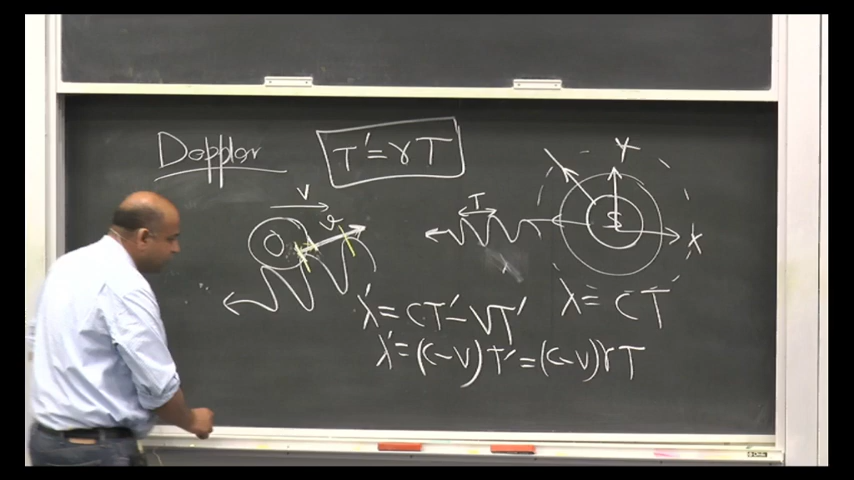 Doppler
T' = γT
V
v
O
T
S
Y
X
λ' = cT' - VT'
λ = cT
λ' = (c-V)T' = (c-V)γT